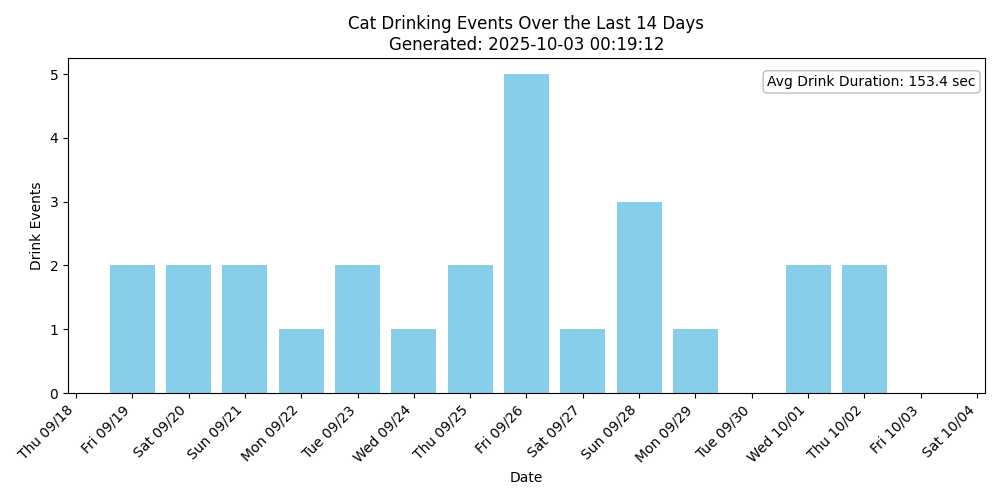 Cat Drinking Events Over the Last 14 Days
Generated: 2025-10-03 00:19:12
Avg Drink Duration: 153.4 sec
Drink Events
5
4
3
2
1
0
Thu 09/18
Fri 09/19
Sat 09/20
Sun 09/21
Mon 09/22
Tue 09/23
Wed 09/24
Thu 09/25
Fri 09/26
Sat 09/27
Sun 09/28
Mon 09/29
Tue 09/30
Wed 10/01
Thu 10/02
Fri 10/03
Sat 10/04
Date